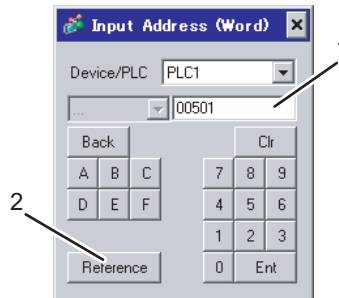 Input Address (Word)
Device/PLC PLC1
... 00501
Back Clr
A B C 7 8 9
D E F 4 5 6
2
1 2 3
Reference 0 Ent